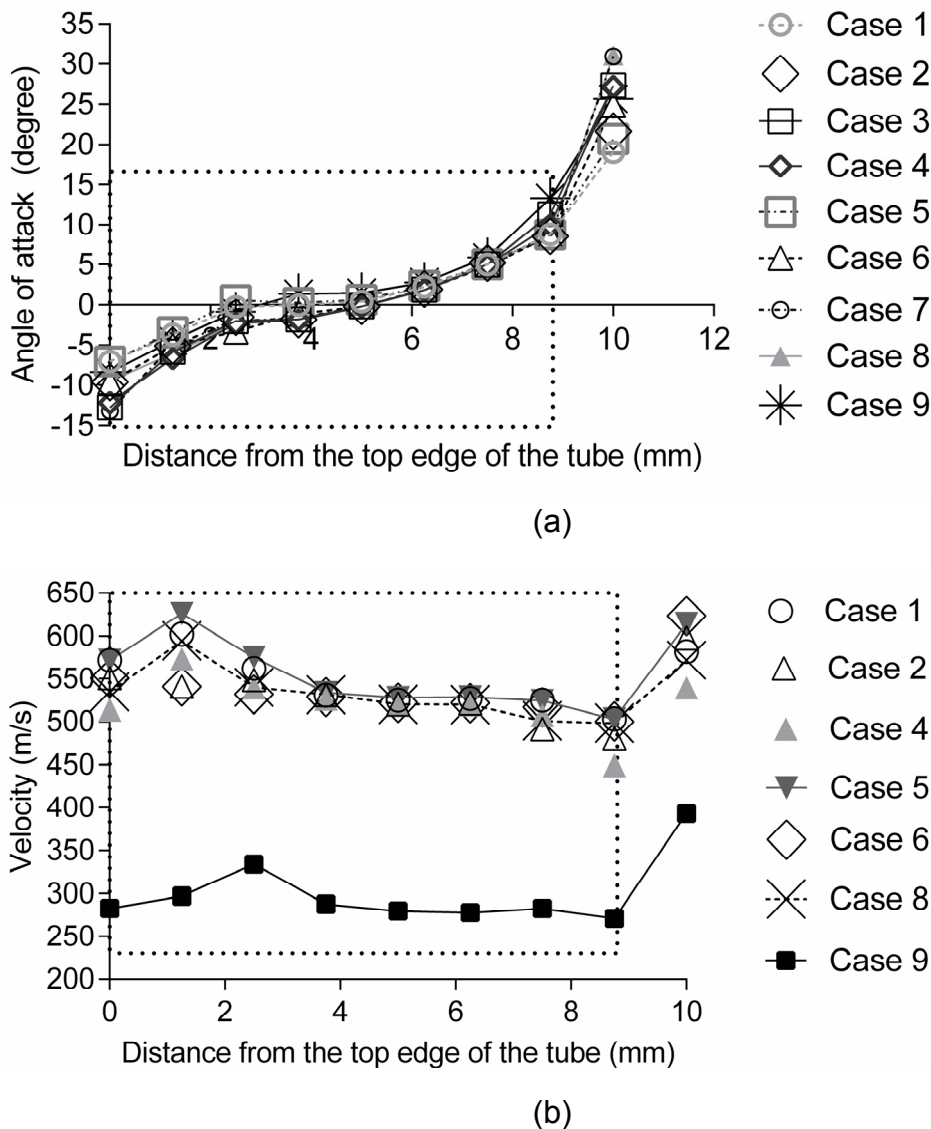 35
30
25
20
15
10
5
0
-5
-10
-15
Angle of attack (degree)
2
4
6
8
10
12
Distance from the top edge of the tube (mm)
Case 1
Case 2
Case 3
Case 4
Case 5
Case 6
Case 7
Case 8
Case 9
(a)
650
600
550
500
450
400
350
300
250
200
Velocity (m/s)
0
2
4
6
8
10
Distance from the top edge of the tube (mm)
Case 1
Case 2
Case 4
Case 5
Case 6
Case 8
Case 9
(b)